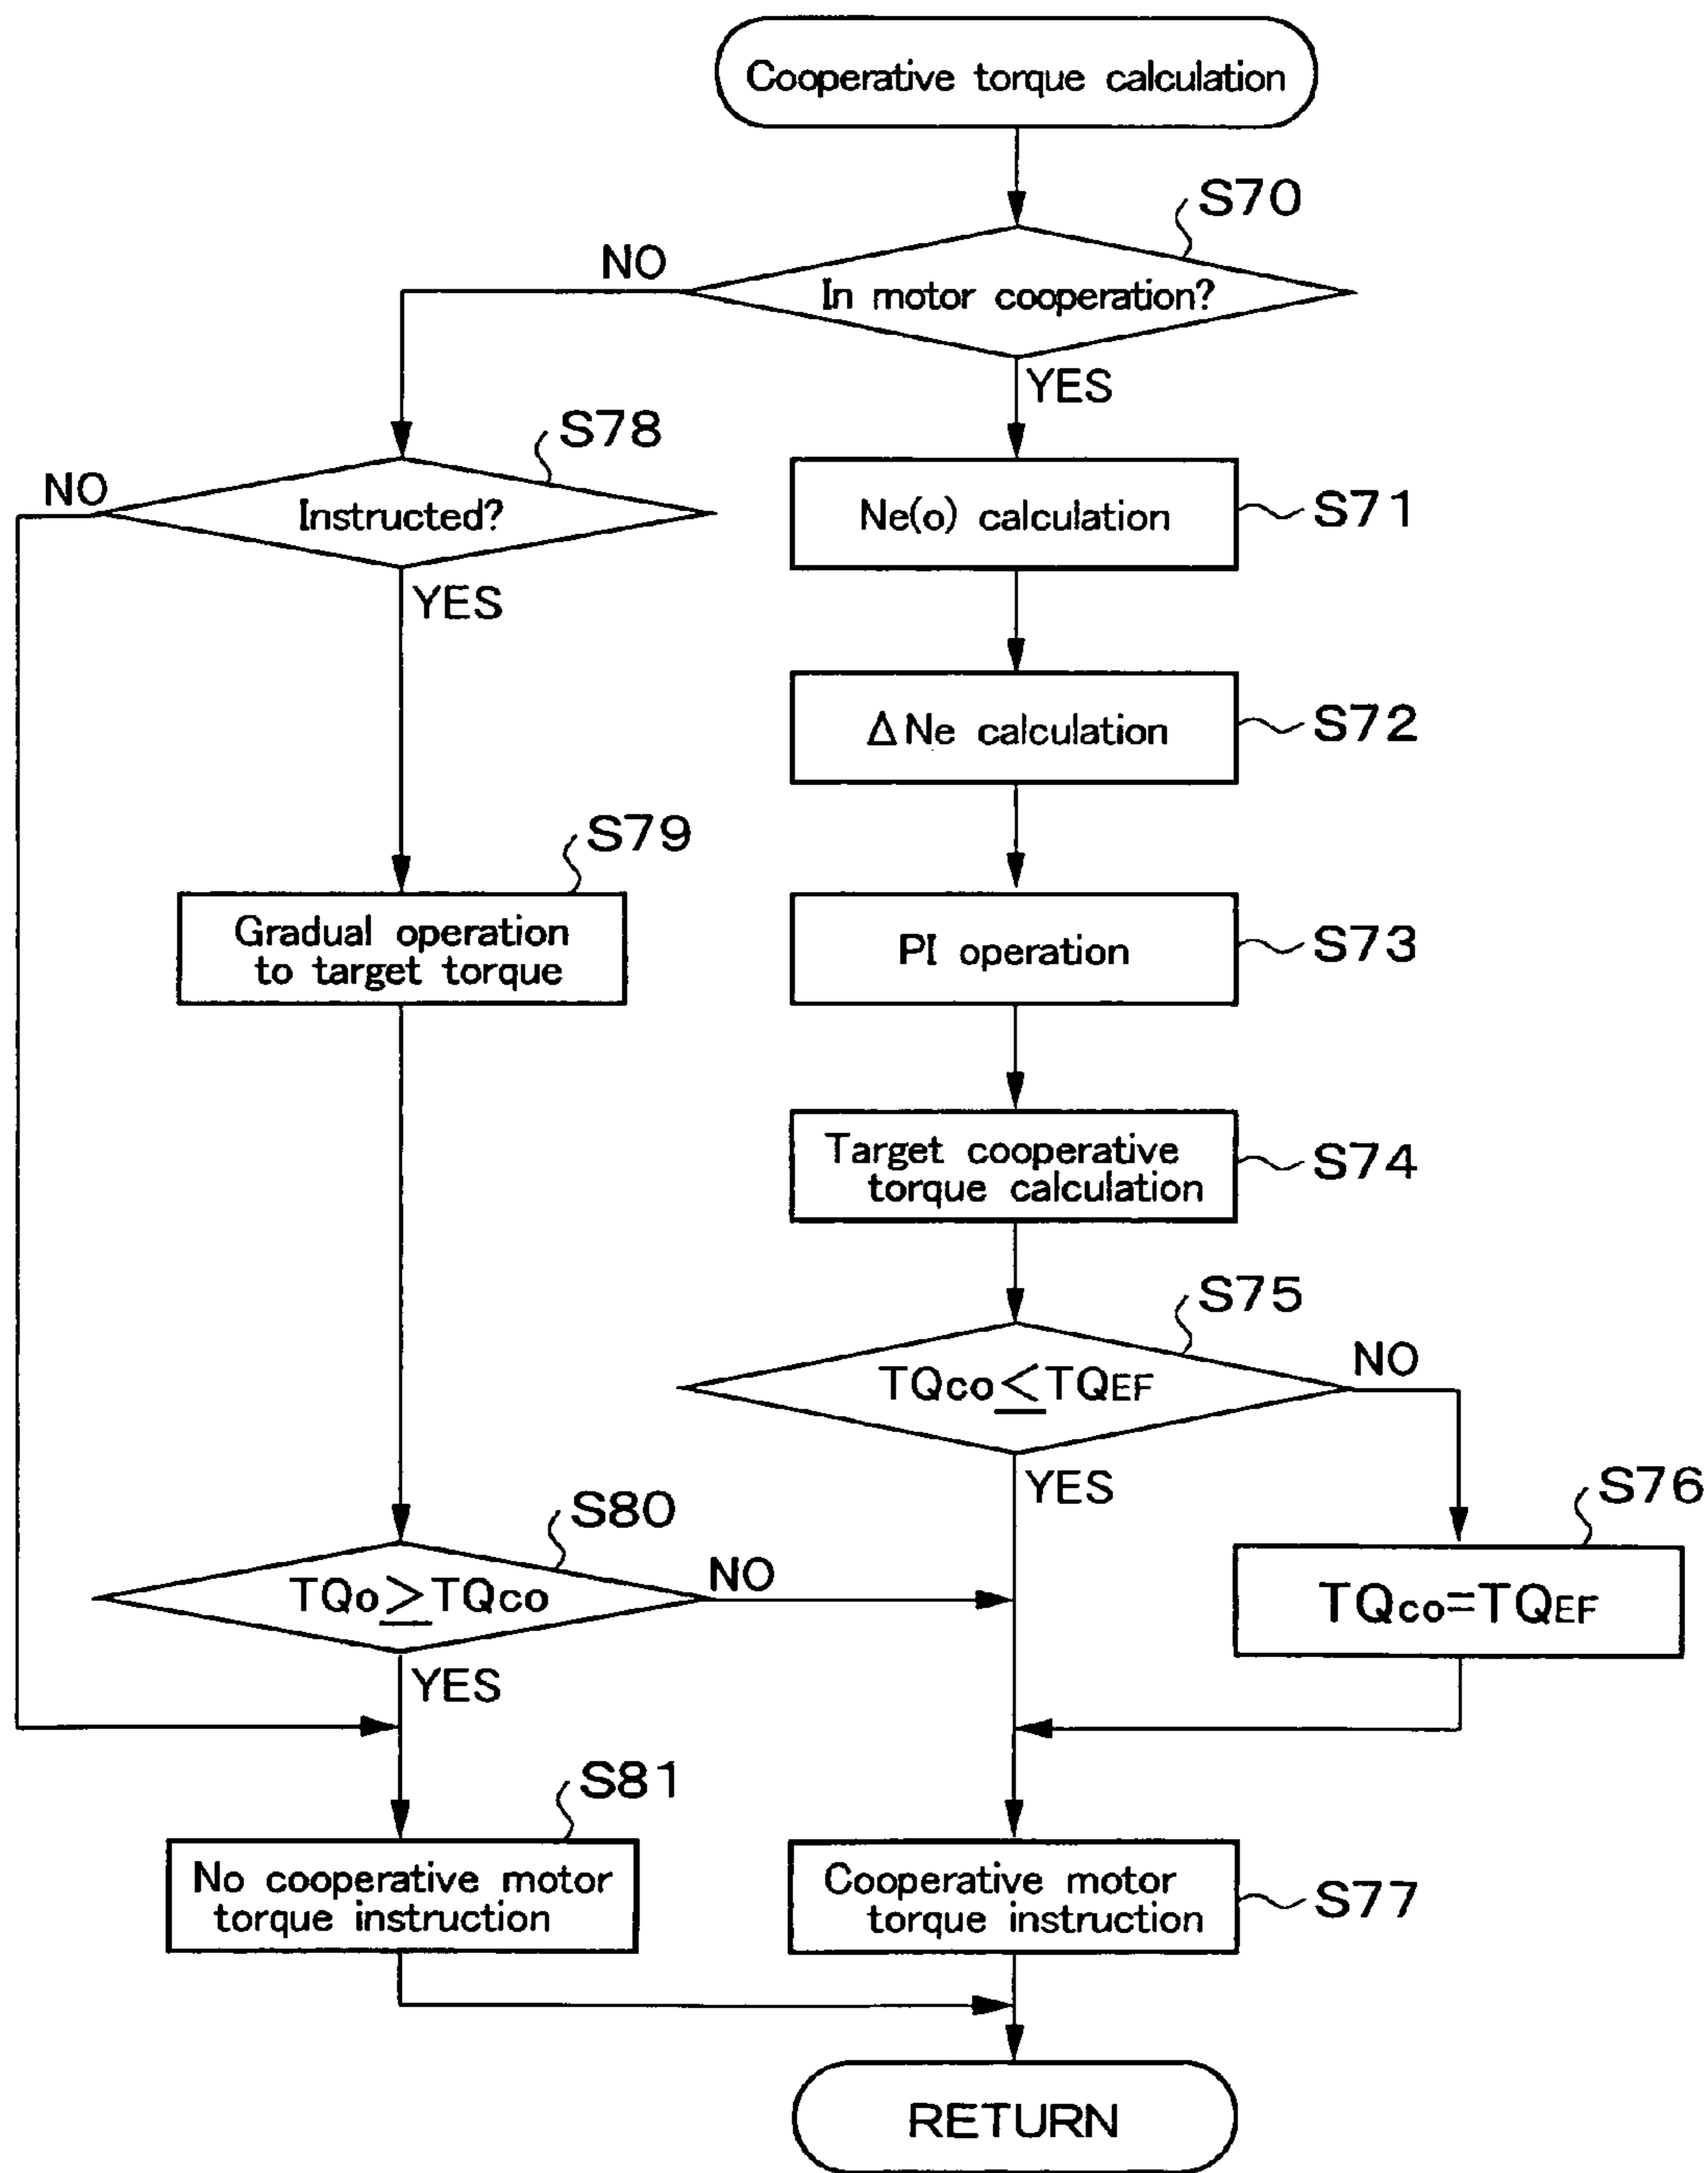 Cooperative torque calculation
S70
NO
In motor cooperation?
YES
S78
NO
Instructed?
YES
Ne(o) calculation
S71
ΔNe calculation
S72
S79
Gradual operation
to target torque
PI operation
S73
Target cooperative
torque calculation
S74
S75
TQco≦TQEF
NO
YES
S76
TQco=TQEF
S80
TQo≧TQco
NO
YES
S81
No cooperative motor
torque instruction
Cooperative motor
torque instruction
S77
RETURN